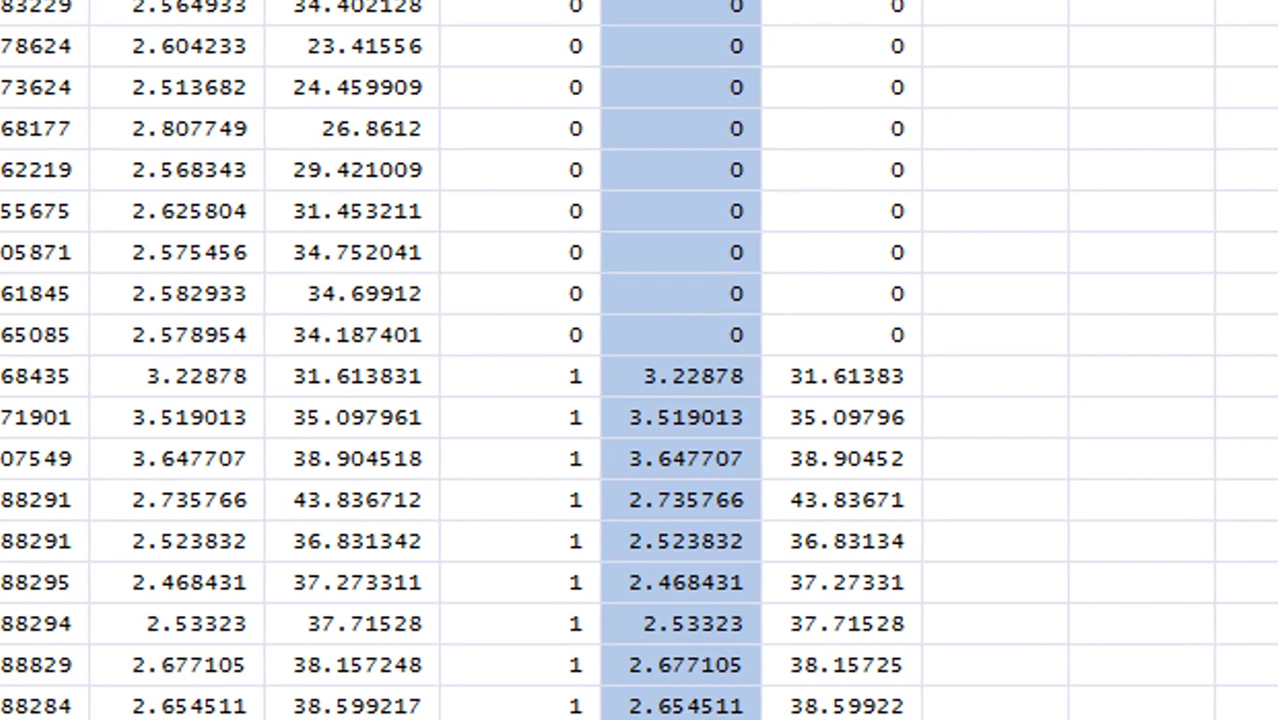 83229 2.564933 34.402128 0 0 0
78624 2.604233 23.41556 0 0 0
73624 2.513682 24.459909 0 0 0
68177 2.807749 26.8612 0 0 0
62219 2.568343 29.421009 0 0 0
55675 2.625804 31.453211 0 0 0
05871 2.575456 34.752041 0 0 0
61845 2.582933 34.69912 0 0 0
65085 2.578954 34.187401 0 0 0
68435 3.22878 31.613831 1 3.22878 31.61383
71901 3.519013 35.097961 1 3.519013 35.09796
07549 3.647707 38.904518 1 3.647707 38.90452
88291 2.735766 43.836712 1 2.735766 43.83671
88291 2.523832 36.831342 1 2.523832 36.83134
88295 2.468431 37.273311 1 2.468431 37.27331
88294 2.53323 37.71528 1 2.53323 37.71528
88829 2.677105 38.157248 1 2.677105 38.15725
88284 2.654511 38.599217 1 2.654511 38.59922